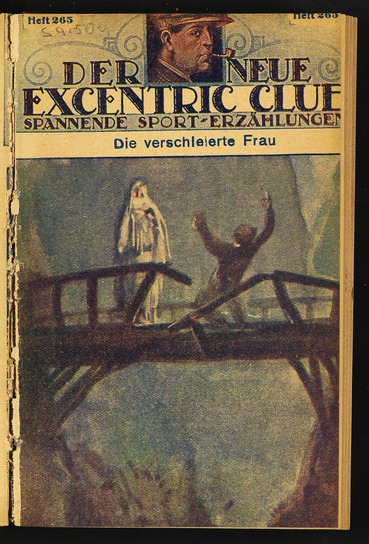 Heft 265
Heft 265
DER NEUE
EXCENTRIC CLUB
SPANNENDE SPORT-ERZÄHLUNGEN
Die verschleierte Frau